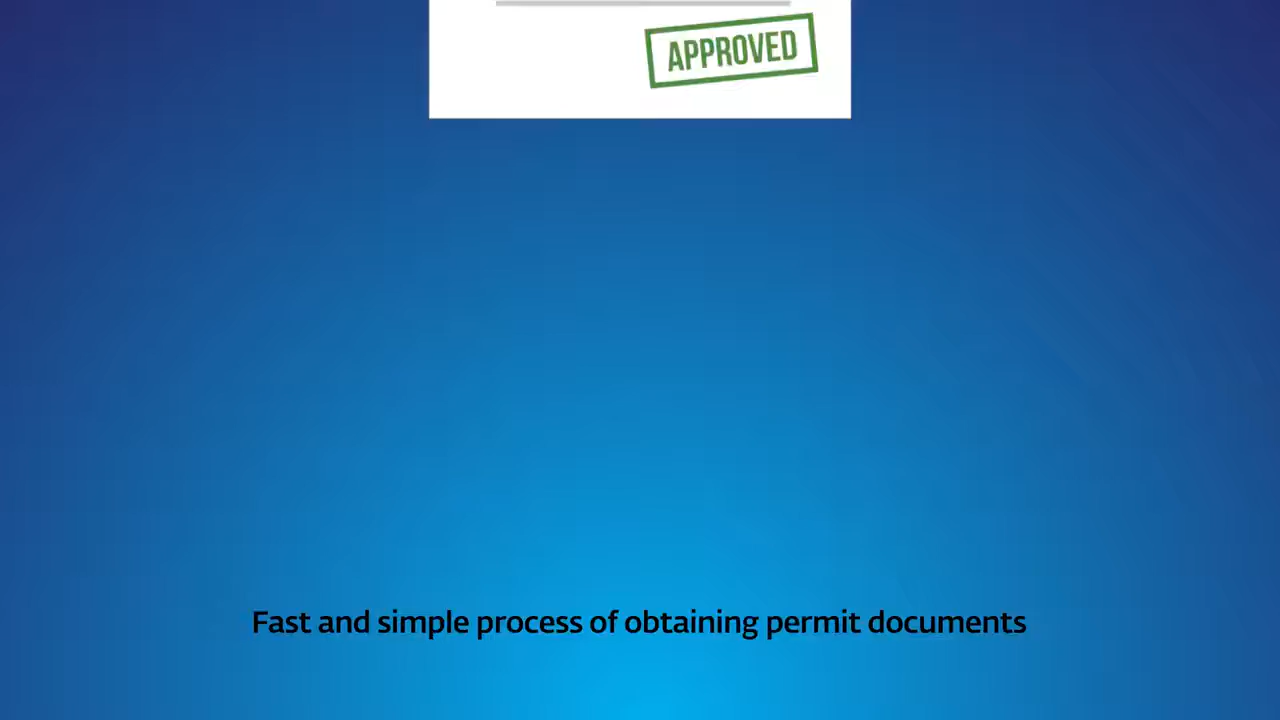 APPROVED
Fast and simple process of obtaining permit documents